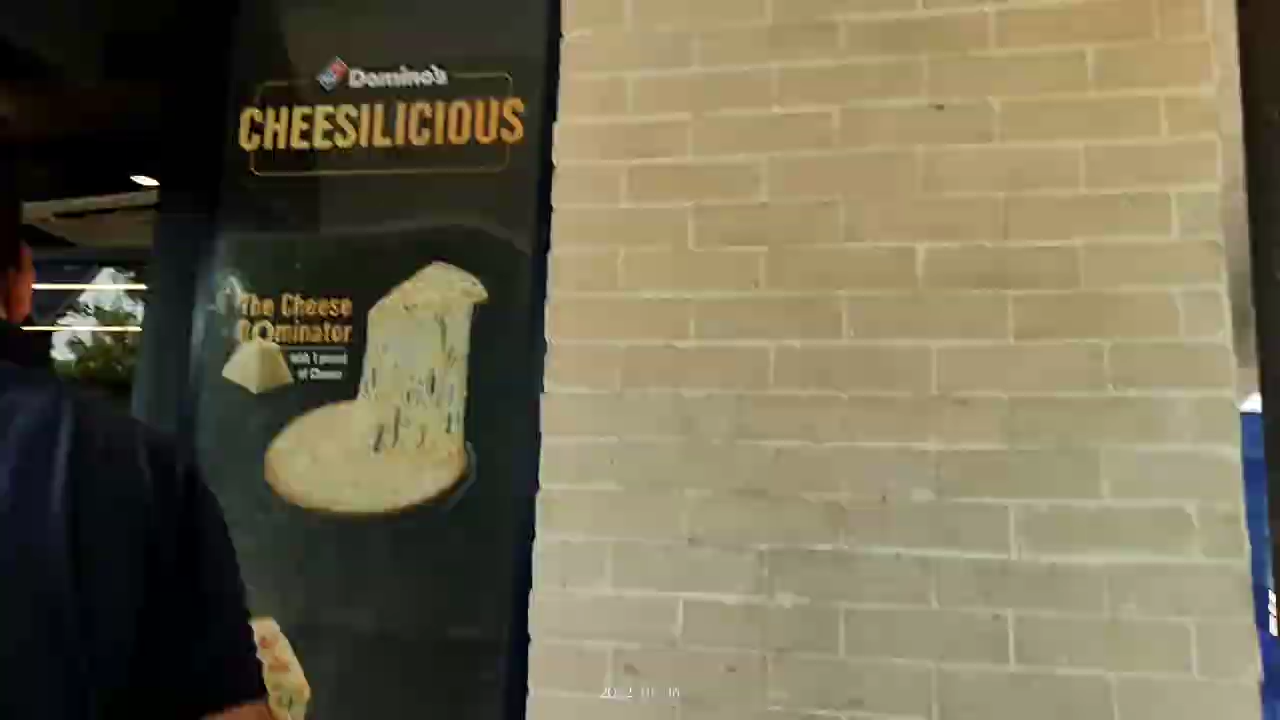 Domino's
CHEESILICIOUS
The Cheese
Dominator
with 1 pound
of Cheese